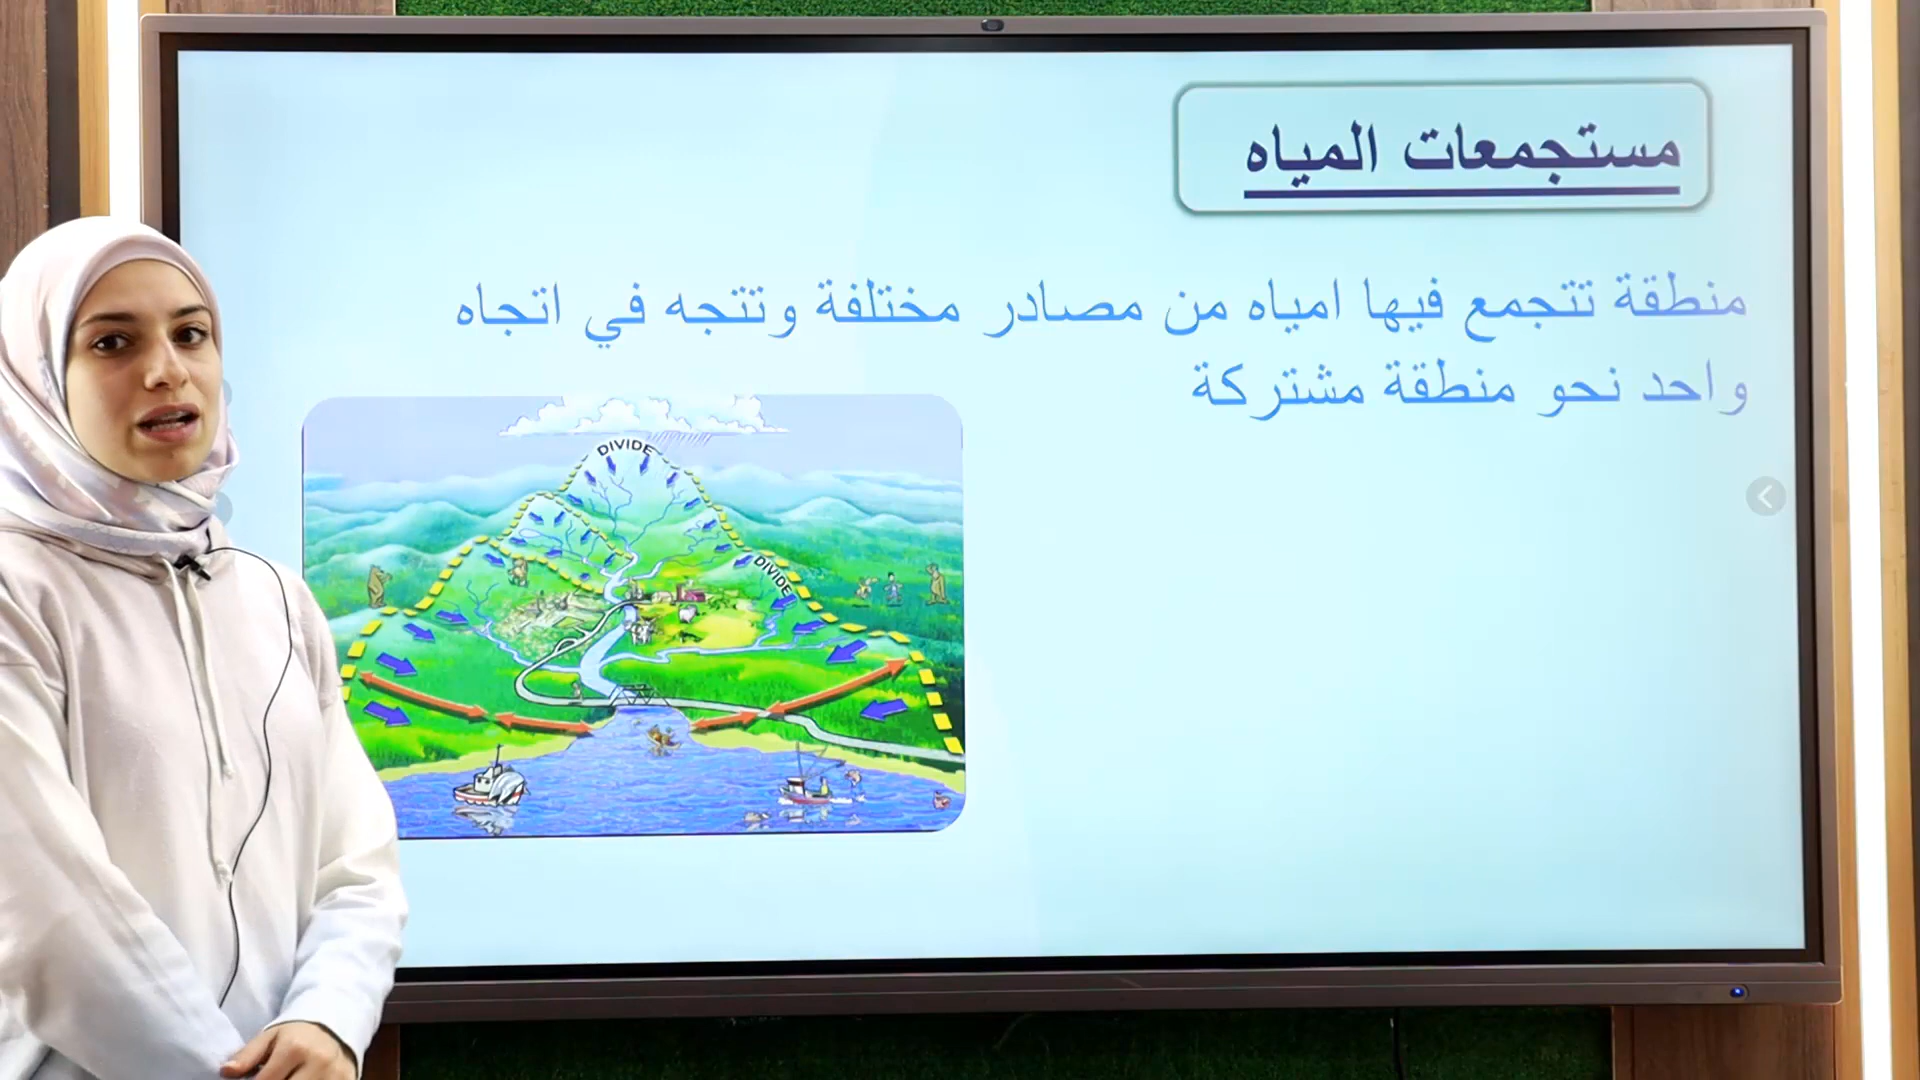 مستجمعات المياه
منطقة تتجمع فيها امياه من مصادر مختلفة وتتجه في اتجاه
واحد نحو منطقة مشتركة
DIVIDE
DIVIDE